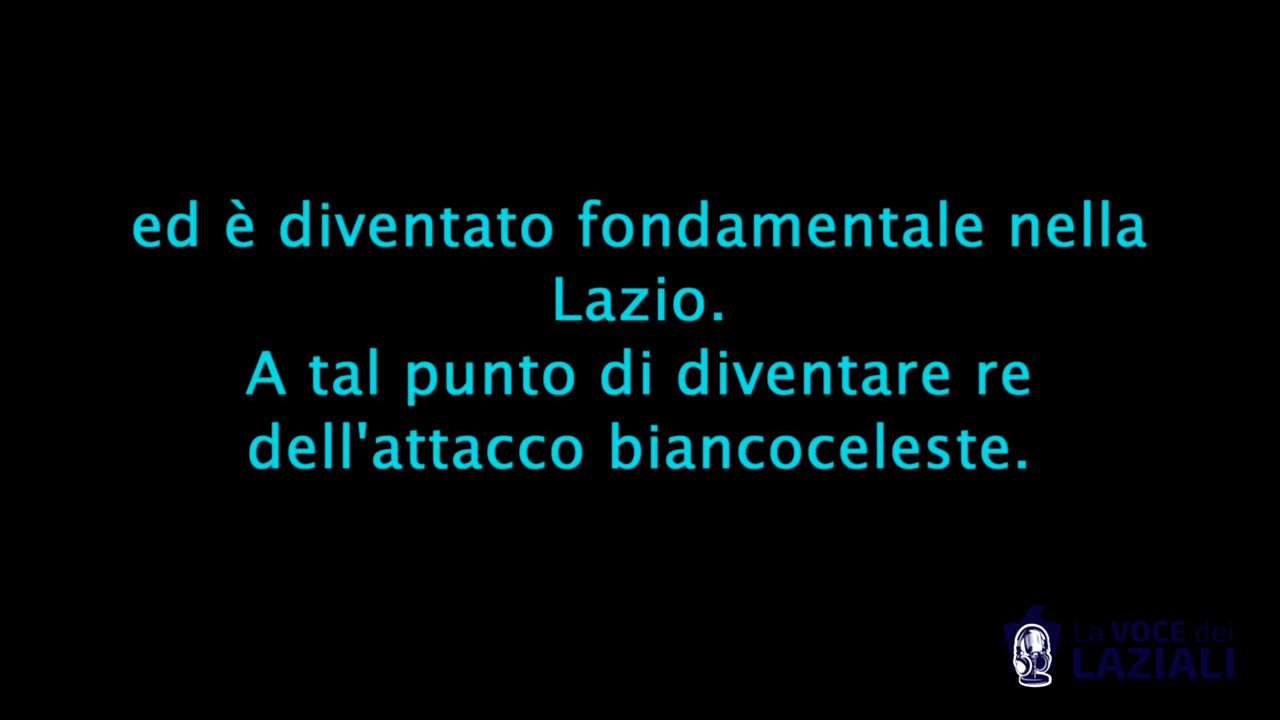 ed è diventato fondamentale nella
Lazio.
A tal punto di diventare re
dell'attacco biancoceleste.
La VOCE dei
LAZIALI